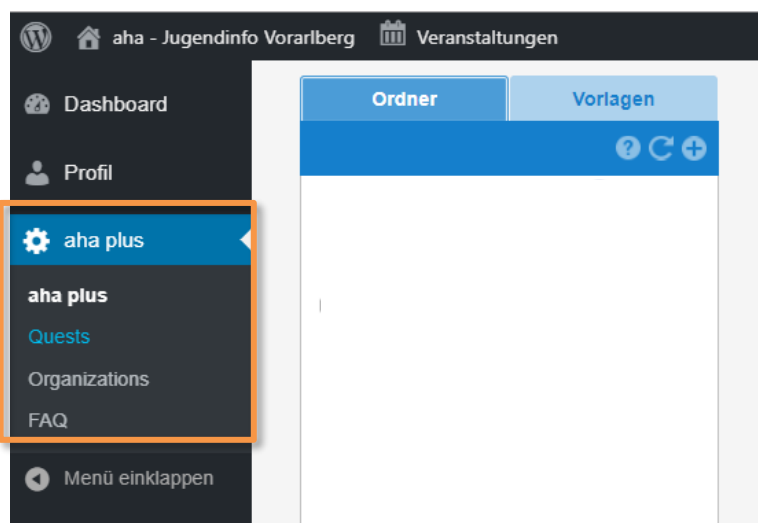 aha - Jugendinfo Vorarlberg Veranstaltungen
Dashboard
Profil
aha plus
aha plus
Quests
Organizations
FAQ
Menü einklappen
Ordner Vorlagen